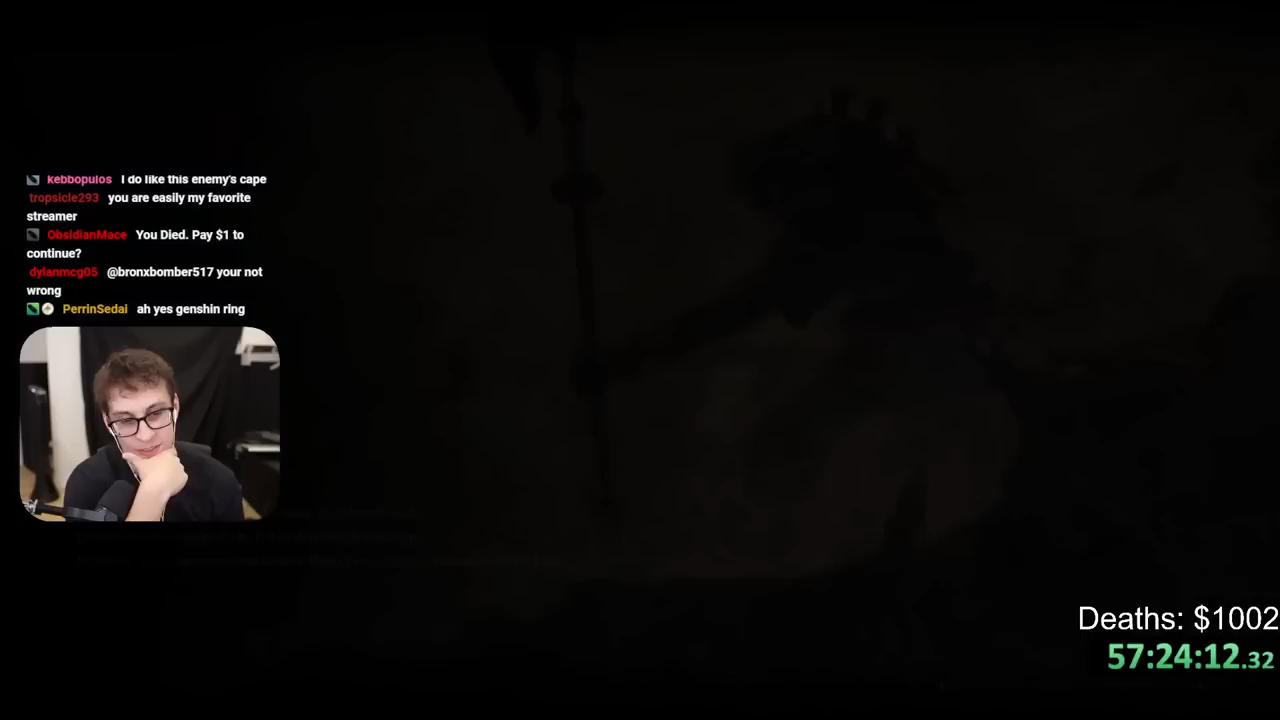 kebbopulos I do like this enemy's cape
tropsicle293 you are easily my favorite
streamer
ObsidianMace You Died. Pay $1 to
continue?
dylanmcg05 @bronxbomber517 your not
wrong
PerrinSedai ah yes genshin ring
Deaths: $1002
57:24:12.32